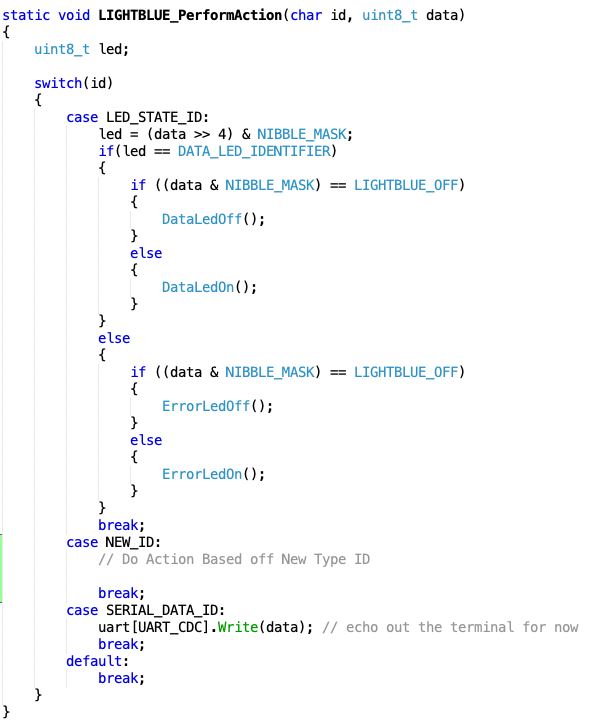 static void LIGHTBLUE_PerformAction(char id, uint8_t data)
{
    uint8_t led;

    switch(id)
    {
        case LED_STATE_ID:
            led = (data >> 4) & NIBBLE_MASK;
            if(led == DATA_LED_IDENTIFIER)
            {
                if ((data & NIBBLE_MASK) == LIGHTBLUE_OFF)
                {
                    DataLedOff();
                }
                else
                {
                    DataLedOn();
                }
            }
            else
            {
                if ((data & NIBBLE_MASK) == LIGHTBLUE_OFF)
                {
                    ErrorLedOff();
                }
                else
                {
                    ErrorLedOn();
                }
            }
            break;
        case NEW_ID:
            // Do Action Based off New Type ID

            break;
        case SERIAL_DATA_ID:
            uart[UART_CDC].Write(data); // echo out the terminal for now
            break;
        default:
            break;
    }
}